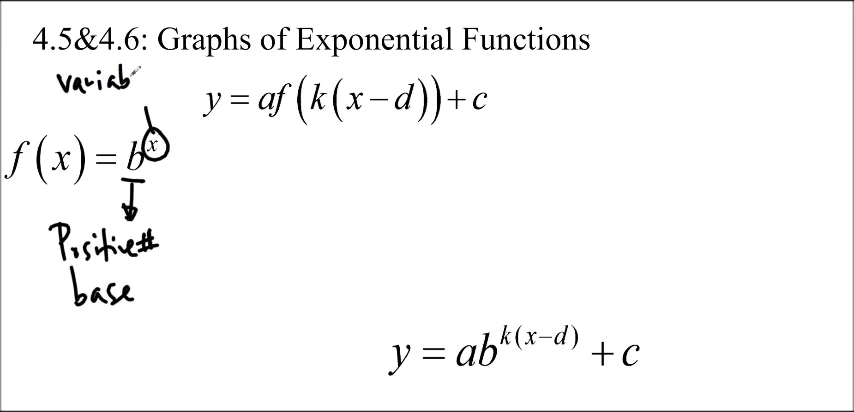 4.5&4.6: Graphs of Exponential Functions
variab
y = af(k(x−d))+c
f(x) = b^x
Positive#
base
y = ab^{k(x−d)} + c